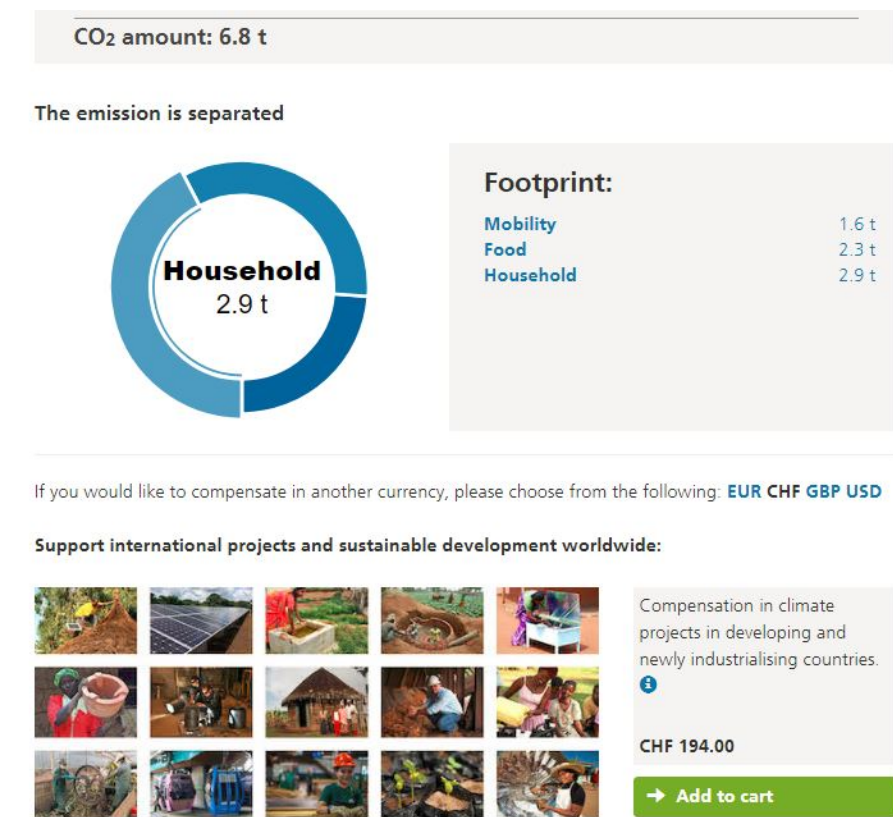 CO2 amount: 6.8 t
The emission is separated
Household
2.9 t
Footprint:
Mobility 1.6 t
Food 2.3 t
Household 2.9 t
If you would like to compensate in another currency, please choose from the following: EUR CHF GBP USD
Support international projects and sustainable development worldwide:
Compensation in climate
projects in developing and
newly industrialising countries.
CHF 194.00
→ Add to cart